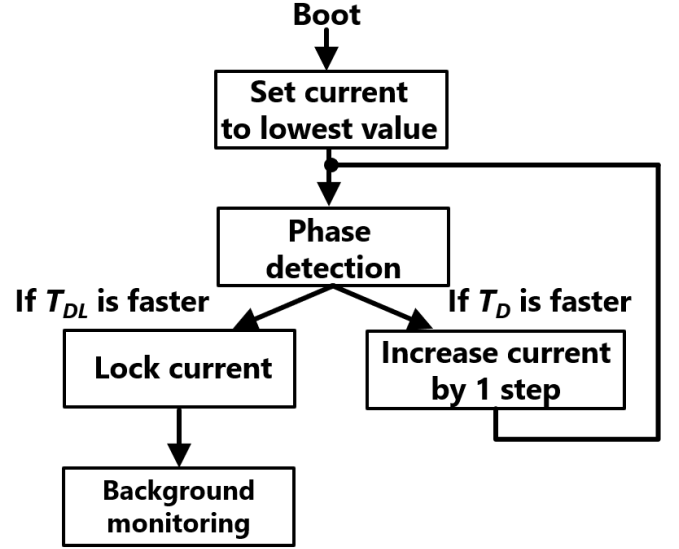 Boot
Set current
to lowest value
Phase
detection
If TDL is faster
If TD is faster
Lock current
Increase current
by 1 step
Background
monitoring